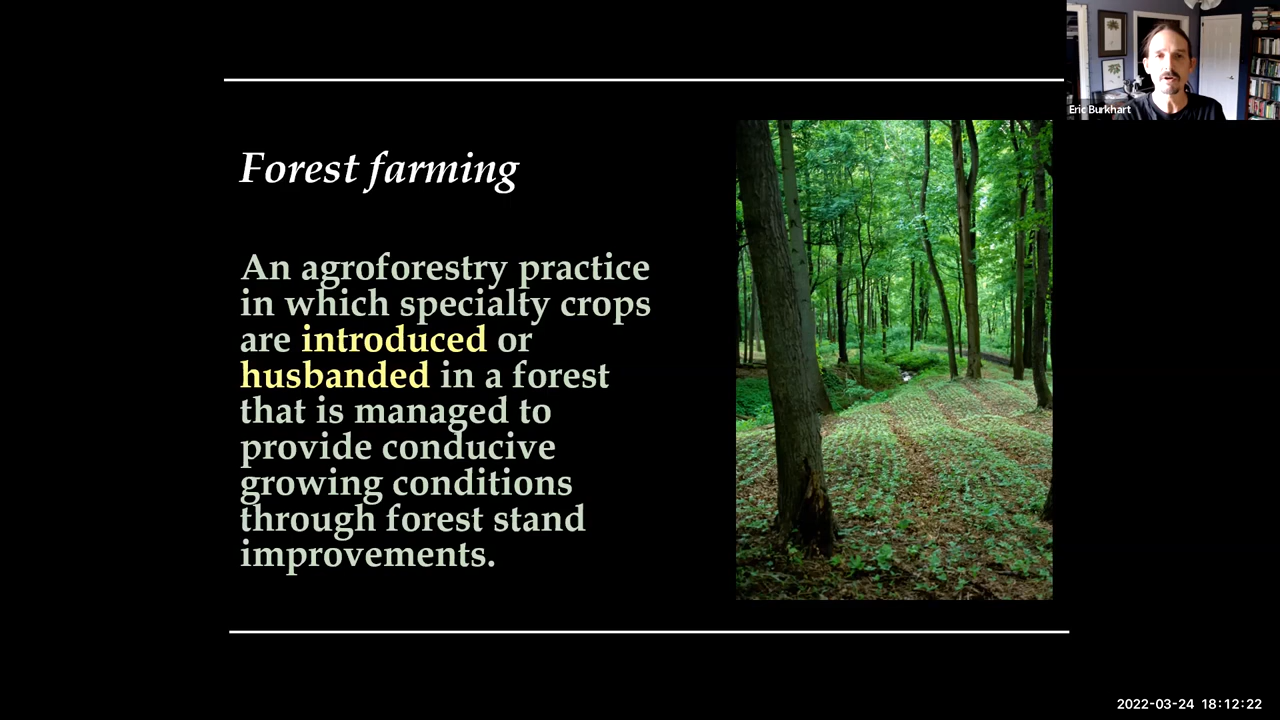 Eric Burkhart
Forest farming
An agroforestry practice
in which specialty crops
are introduced or
husbanded in a forest
that is managed to
provide conducive
growing conditions
through forest stand
improvements.
2022-03-24 18:12:22